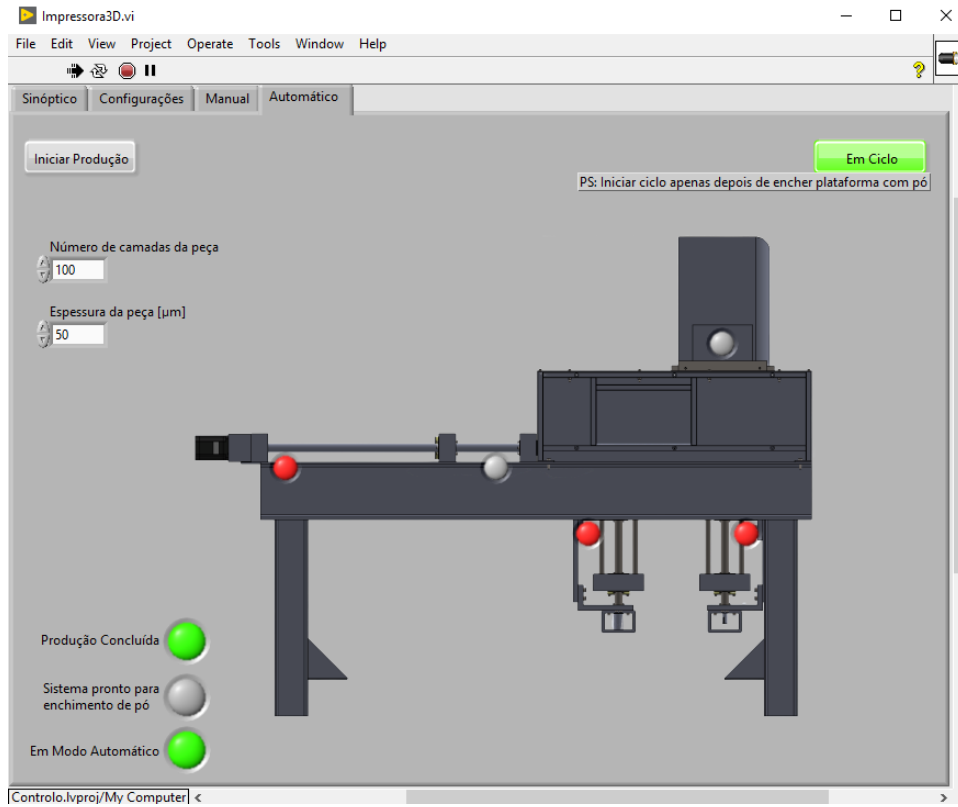 Impressora3D.vi
File Edit View Project Operate Tools Window Help
Sinóptico Configurações Manual Automático
Iniciar Produção
Em Ciclo
PS: Iniciar ciclo apenas depois de encher plataforma com pó
Número de camadas da peça
100
Espessura da peça [µm]
50
Produção Concluída
Sistema pronto para
enchimento de pó
Em Modo Automático
Controlo.lvproj/My Computer